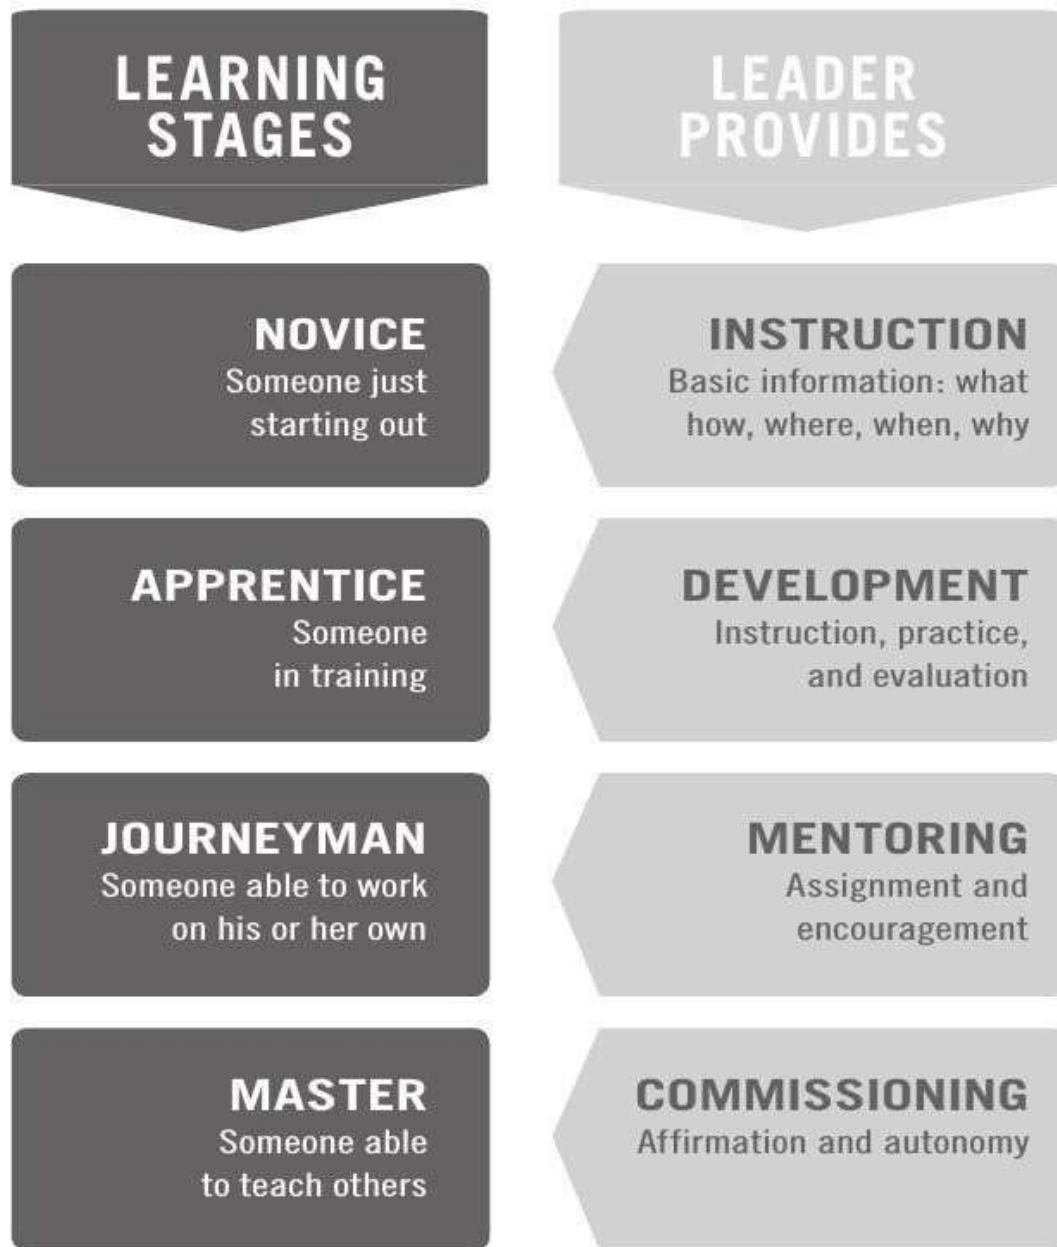 LEARNING
STAGES
LEADER
PROVIDES
NOVICE
Someone just
starting out
INSTRUCTION
Basic information: what
how, where, when, why
APPRENTICE
Someone
in training
DEVELOPMENT
Instruction, practice,
and evaluation
JOURNEYMAN
Someone able to work
on his or her own
MENTORING
Assignment and
encouragement
MASTER
Someone able
to teach others
COMMISSIONING
Affirmation and autonomy